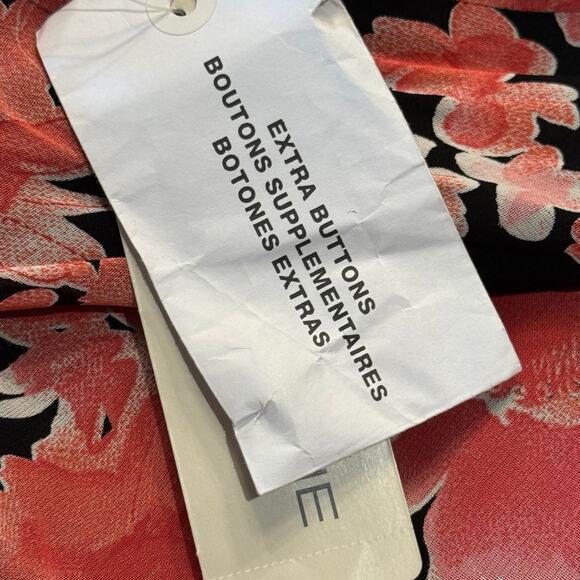 EXTRA BUTTONS
BOUTONS SUPPLEMENTAIRES
BOTONES EXTRAS